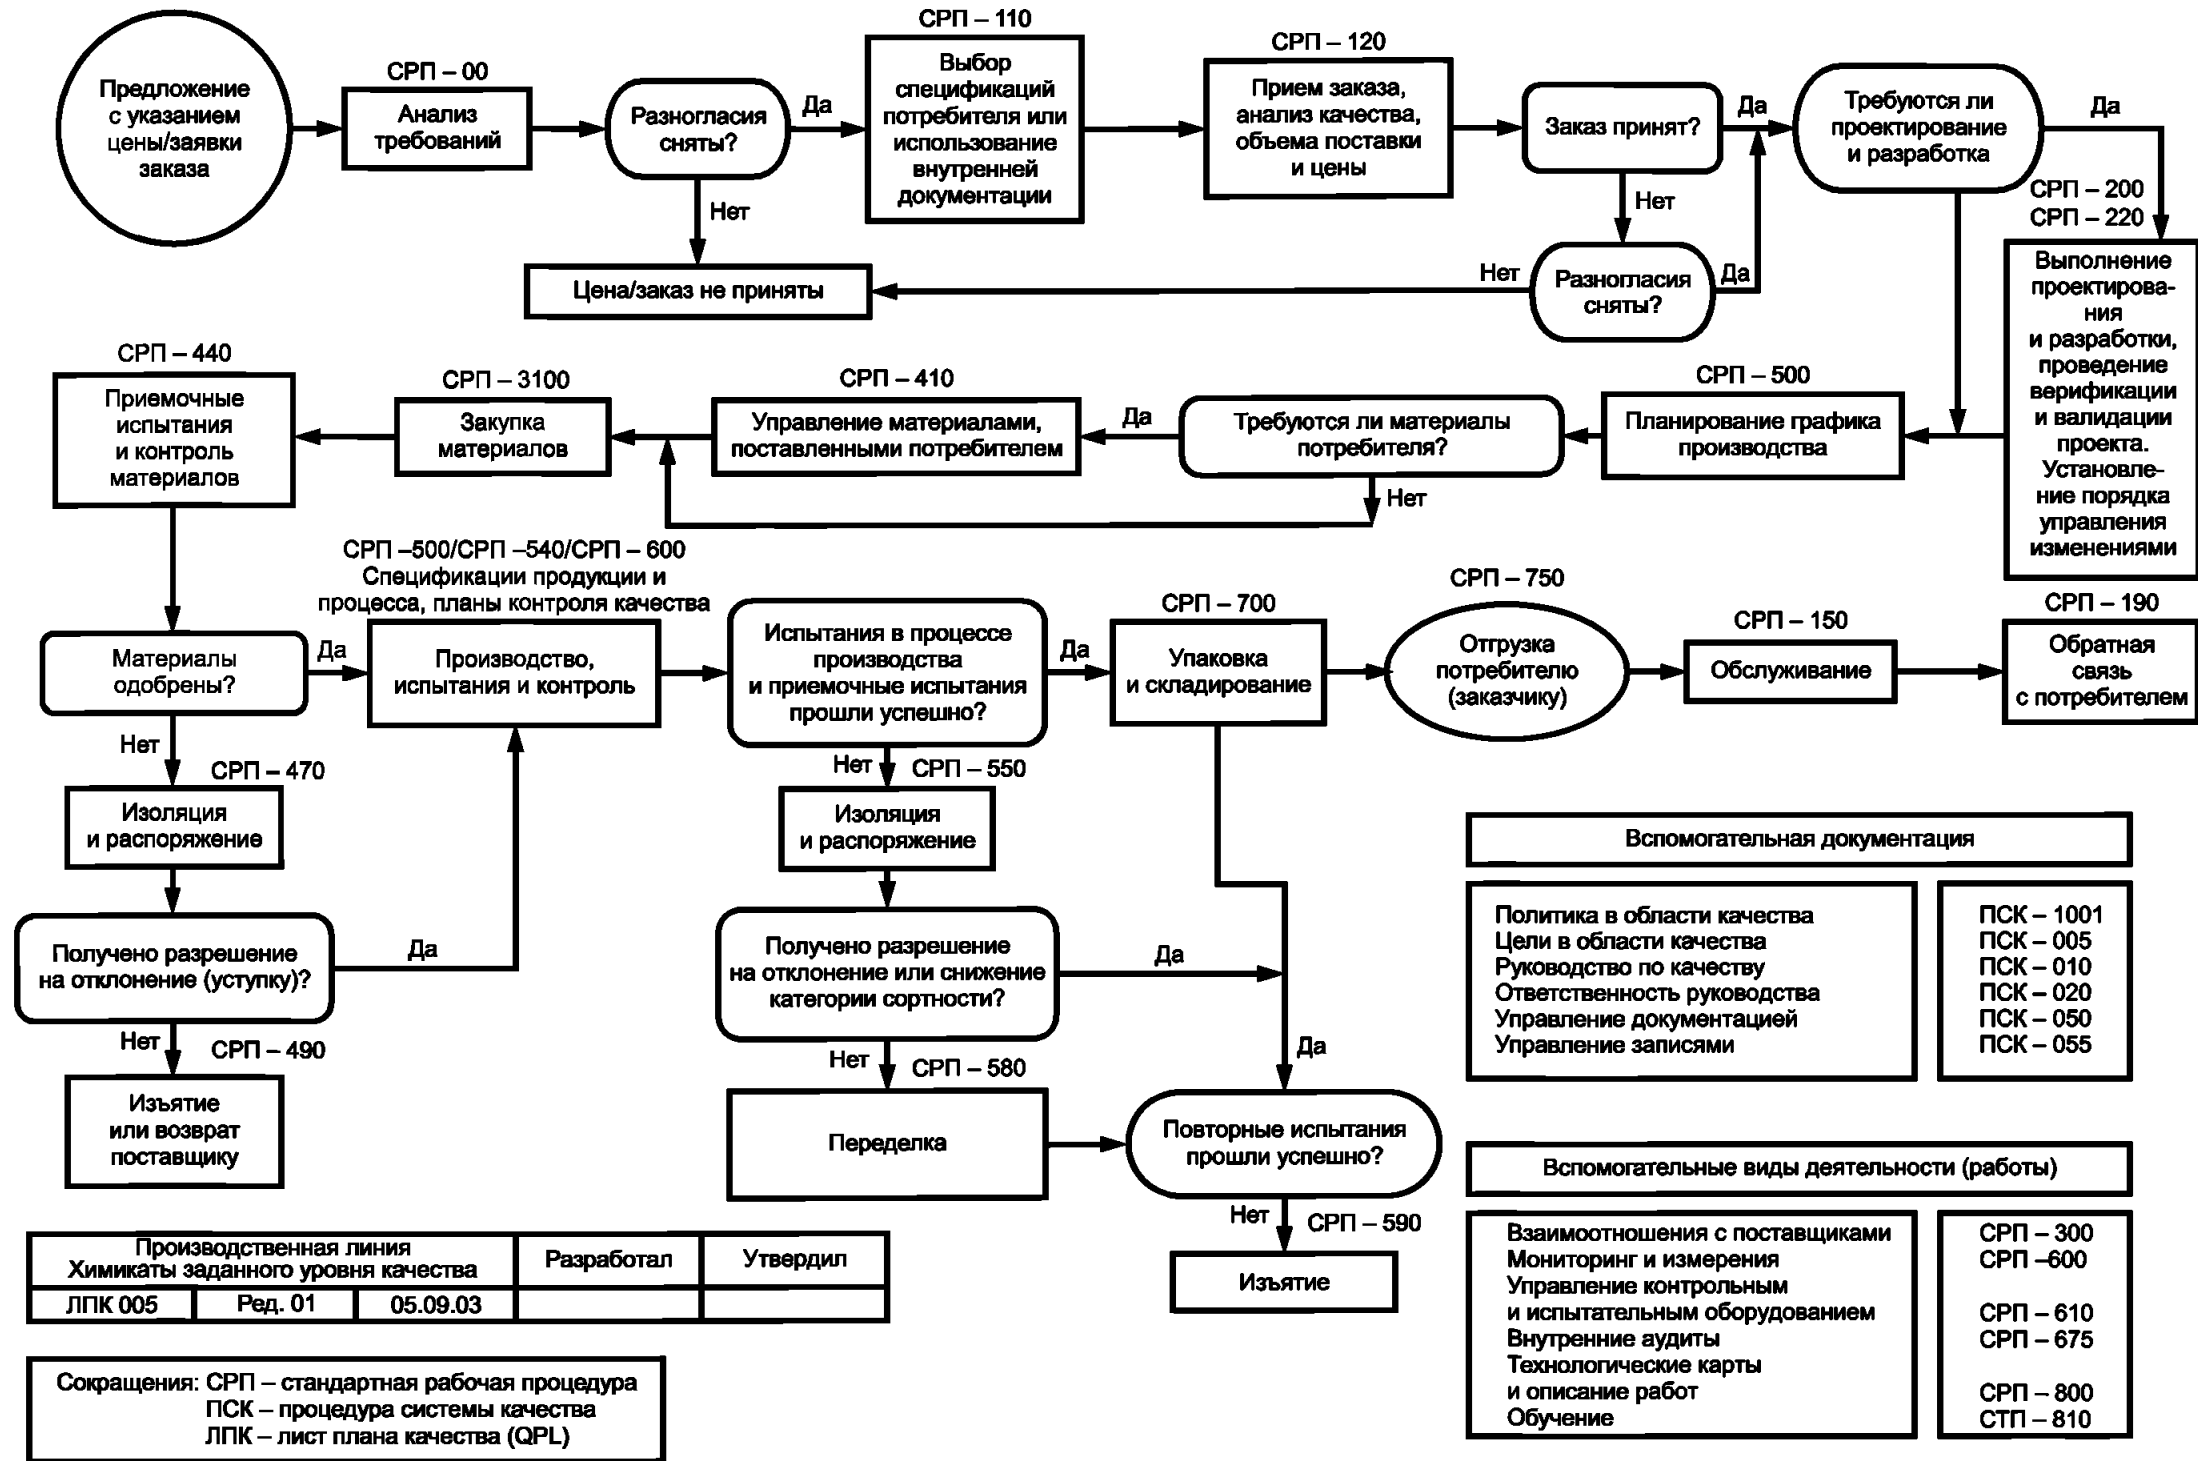 Предложение
с указанием
цены/заявки
заказа
СРП – 00
Анализ
требований
Разногласия
сняты?
Да
Нет
СРП – 110
Выбор
спецификаций
потребителя или
использование
внутренней
документации
СРП – 120
Прием заказа,
анализ качества,
объема поставки
и цены
Заказ принят?
Да
Нет
Требуются ли
проектирование
и разработка
Да
СРП – 200
СРП – 220
Цена/заказ не приняты
Нет
Разногласия
сняты?
Да
Выполнение
проектирова-
ния
и разработки,
проведение
верификации
и валидации
проекта.
Установле-
ние порядка
управления
изменениями
СРП – 440
Приемочные
испытания
и контроль
материалов
СРП – 3100
Закупка
материалов
СРП – 410
Управление материалами,
поставленными потребителем
Да
Требуются ли материалы
потребителя?
Нет
СРП – 500
Планирование графика
производства
СРП –500/СРП –540/СРП – 600
Спецификации продукции и
процесса, планы контроля качества
Материалы
одобрены?
Да
Нет
Производство,
испытания и контроль
Испытания в процессе
производства
и приемочные испытания
прошли успешно?
Да
Нет
СРП – 700
Упаковка
и складирование
СРП – 750
Отгрузка
потребителю
(заказчику)
СРП – 150
Обслуживание
СРП – 190
Обратная
связь
с потребителем
СРП – 470
Изоляция
и распоряжение
СРП – 550
Изоляция
и распоряжение
Получено разрешение
на отклонение (уступку)?
Да
Нет
СРП – 490
Изъятие
или возврат
поставщику
Получено разрешение
на отклонение или снижение
категории сортности?
Да
Нет
СРП – 580
Переделка
Да
Повторные испытания
прошли успешно?
Нет
СРП – 590
Изъятие
Вспомогательная документация
Политика в области качества ПСК – 1001
Цели в области качества ПСК – 005
Руководство по качеству ПСК – 010
Ответственность руководства ПСК – 020
Управление документацией ПСК – 050
Управление записями ПСК – 055
Вспомогательные виды деятельности (работы)
Взаимоотношения с поставщиками СРП – 300
Мониторинг и измерения СРП –600
Управление контрольным
и испытательным оборудованием СРП – 610
Внутренние аудиты СРП – 675
Технологические карты
и описание работ СРП – 800
Обучение СТП – 810
Производственная линия
Химикаты заданного уровня качества
Разработал
Утвердил
ЛПК 005
Ред. 01
05.09.03
Сокращения: СРП – стандартная рабочая процедура
ПСК – процедура системы качества
ЛПК – лист плана качества (QPL)